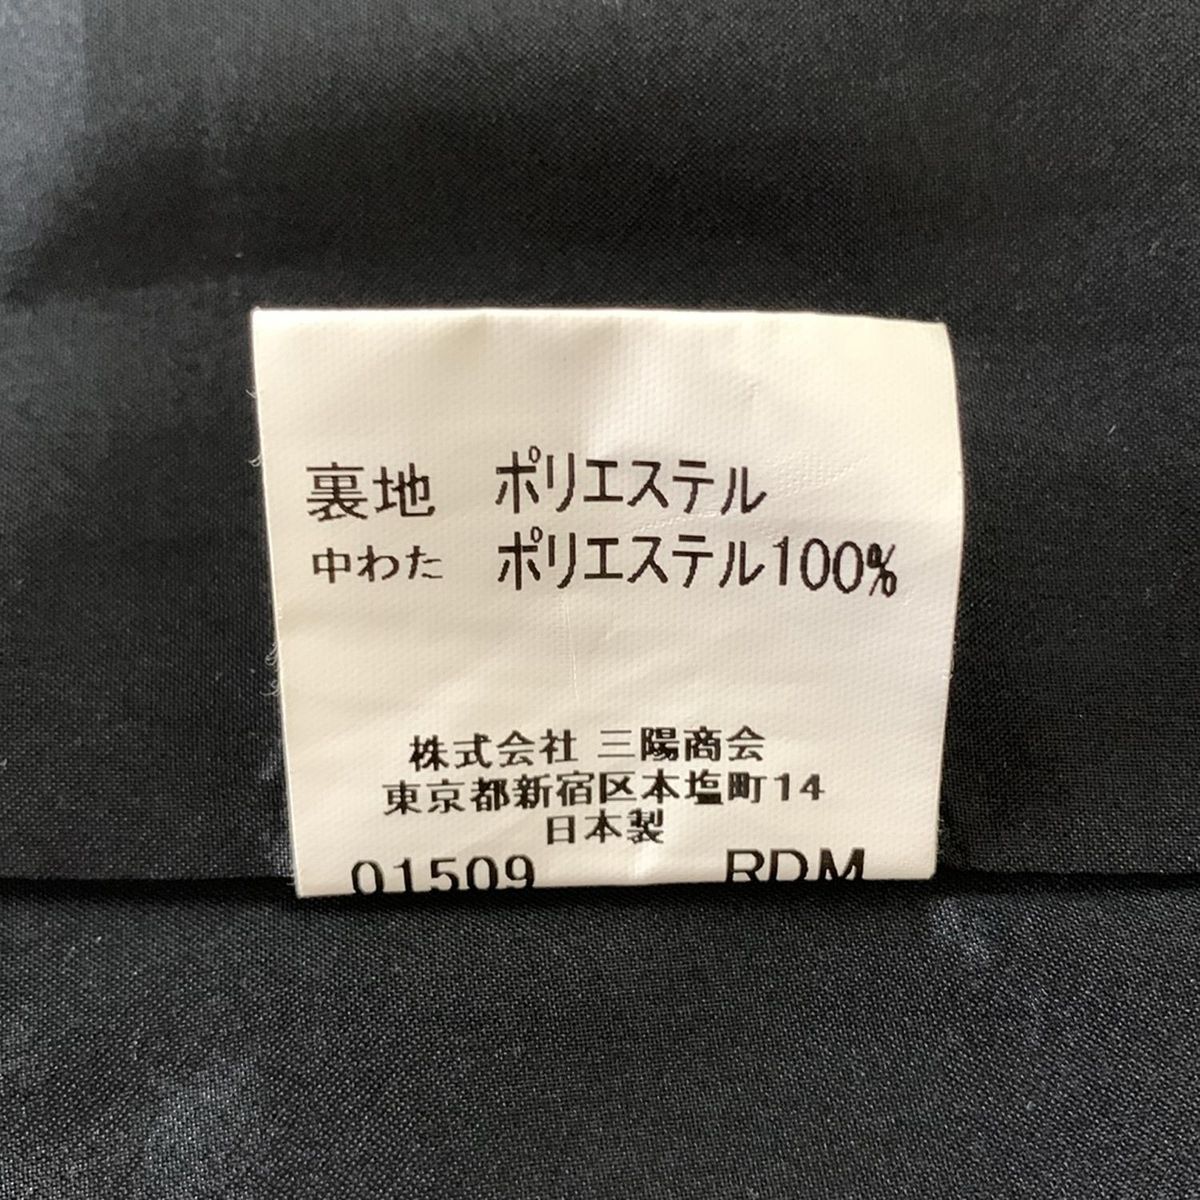 裏地 ポリエステル
中わた ポリエステル100%
株式会社 三陽商会
東京都新宿区本塩町14
日本製
01509 RDM